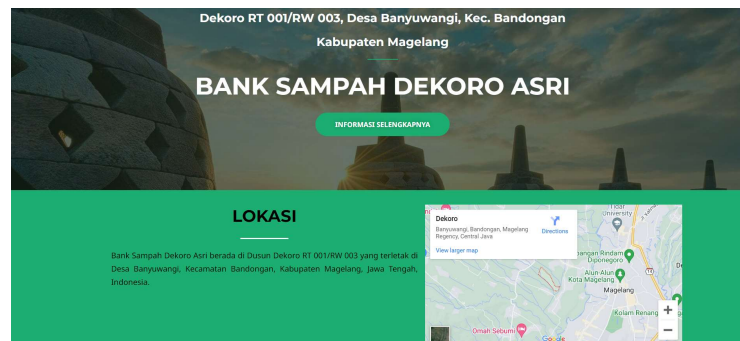 Dekoro RT 001/RW 003, Desa Banyuwangi, Kec. Bandongan
Kabupaten Magelang
BANK SAMPAH DEKORO ASRI
INFORMASI SELENGKAPNYA
LOKASI
Bank Sampah Dekoro Asri berada di Dusun Dekoro RT 001/RW 003 yang terletak di
Desa Banyuwangi, Kecamatan Bandongan, Kabupaten Magelang, Jawa Tengah,
Indonesia.
Dekoro
Banyuwangi, Bandongan, Magelang
Regency, Central Java
Directions
View larger map
Tidar
University
Rindam
Diponegoro
Alun-Alun
Kota Magelang
Magelang
Kolam Renang
Omah Sebumi
Google
+
−